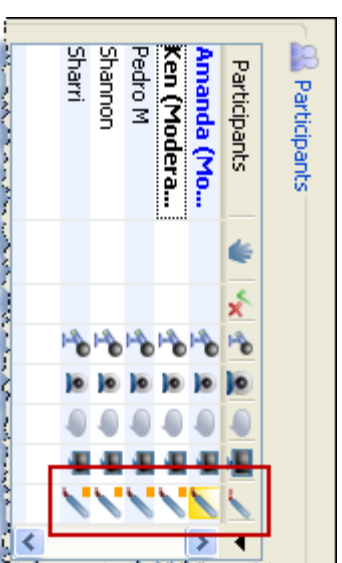 Participants
Participants
Amanda (Mo...
Ken (Modera...
Pedro M
Shannon
Sharri